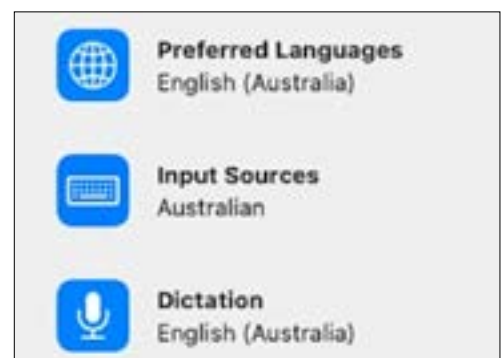 Preferred Languages
English (Australia)
Input Sources
Australian
Dictation
English (Australia)